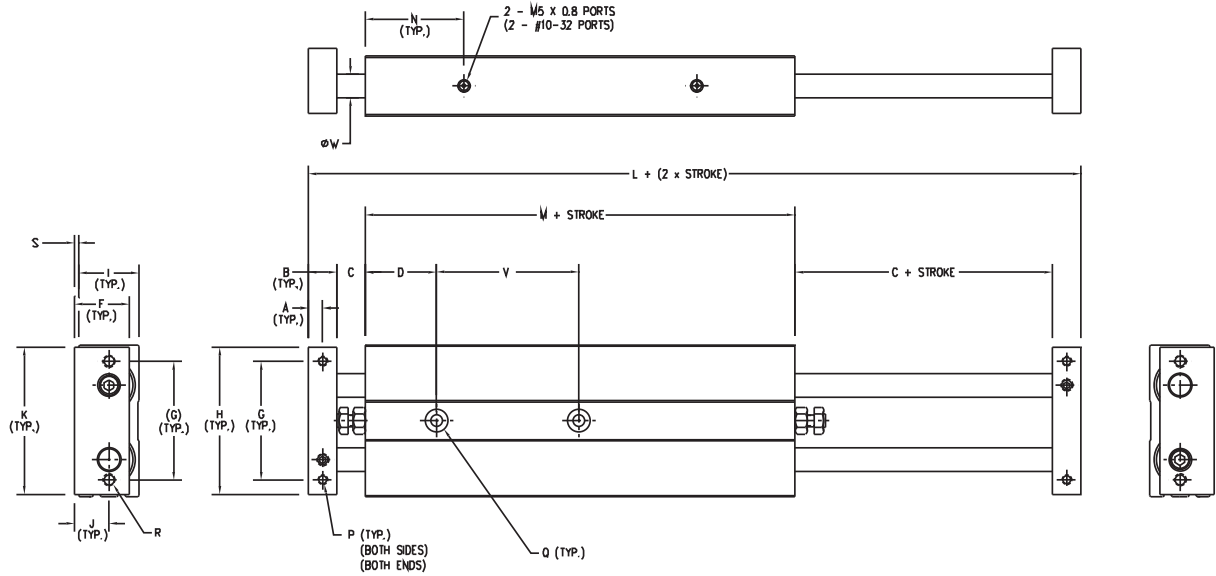 N
(TYP.)
2 - M5 X 0.8 PORTS
(2 - #10-32 PORTS)
øW
L + (2 x STROKE)
M + STROKE
S
I
(TYP.)
F
(TYP.)
B
(TYP.)
C
D
V
C + STROKE
A
(TYP.)
K
(TYP.)
(G)
(TYP.)
H
(TYP.)
G
(TYP.)
J
(TYP.)
R
P (TYP.)
(BOTH SIDES)
(BOTH ENDS)
Q (TYP.)